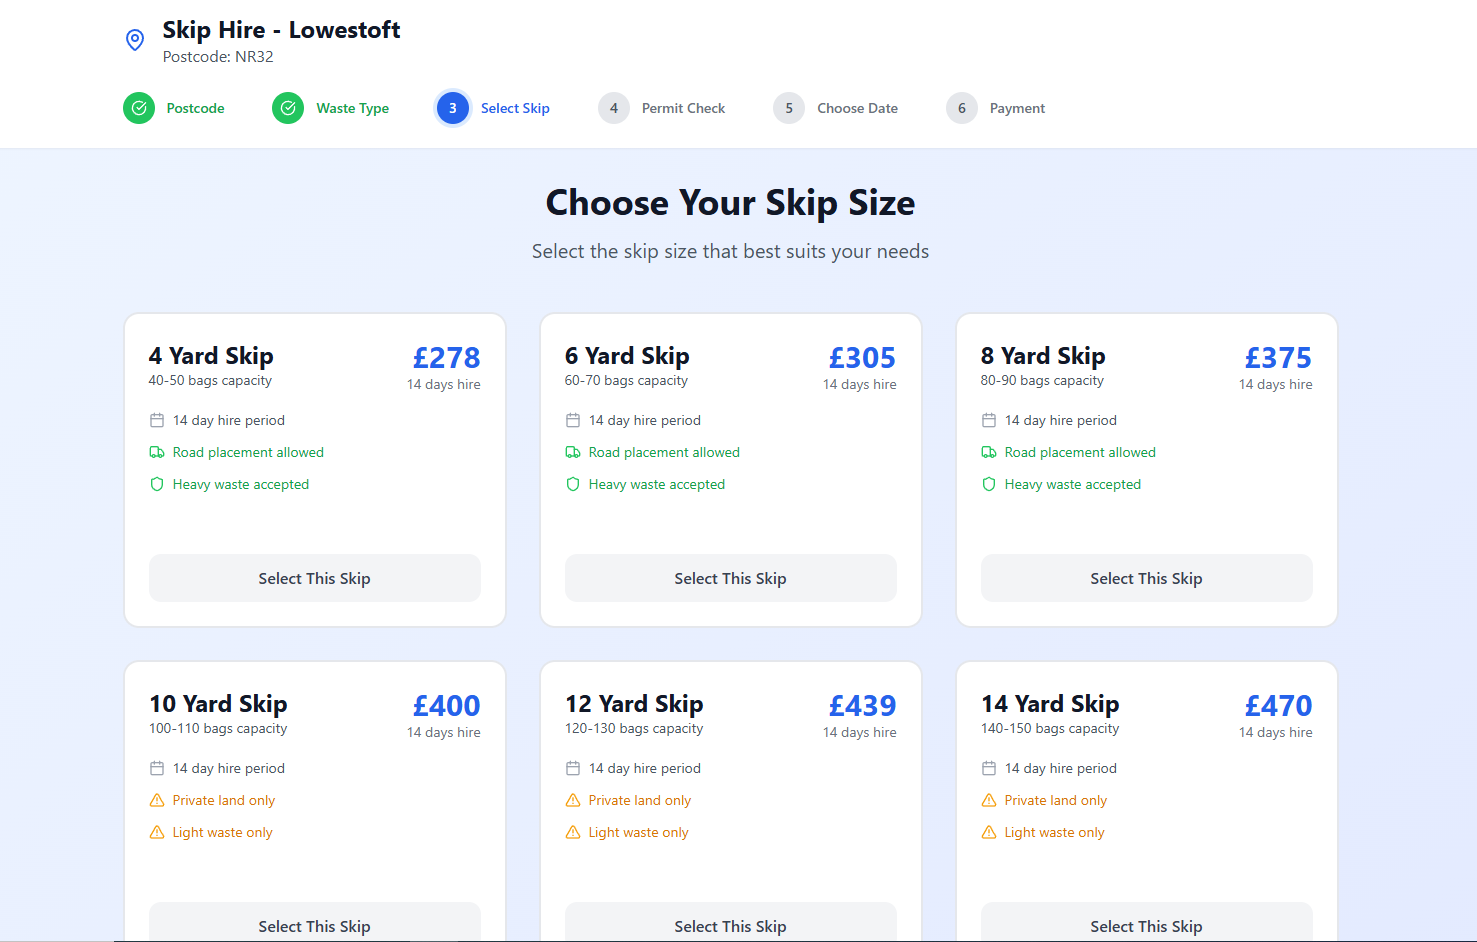 Skip Hire - Lowestoft
Postcode: NR32
Postcode
Waste Type
3 Select Skip
4 Permit Check
5 Choose Date
6 Payment
Choose Your Skip Size
Select the skip size that best suits your needs
4 Yard Skip
£278
40-50 bags capacity
14 days hire
14 day hire period
Road placement allowed
Heavy waste accepted
Select This Skip
6 Yard Skip
£305
60-70 bags capacity
14 days hire
14 day hire period
Road placement allowed
Heavy waste accepted
Select This Skip
8 Yard Skip
£375
80-90 bags capacity
14 days hire
14 day hire period
Road placement allowed
Heavy waste accepted
Select This Skip
10 Yard Skip
£400
100-110 bags capacity
14 days hire
14 day hire period
Private land only
Light waste only
Select This Skip
12 Yard Skip
£439
120-130 bags capacity
14 days hire
14 day hire period
Private land only
Light waste only
Select This Skip
14 Yard Skip
£470
140-150 bags capacity
14 days hire
14 day hire period
Private land only
Light waste only
Select This Skip